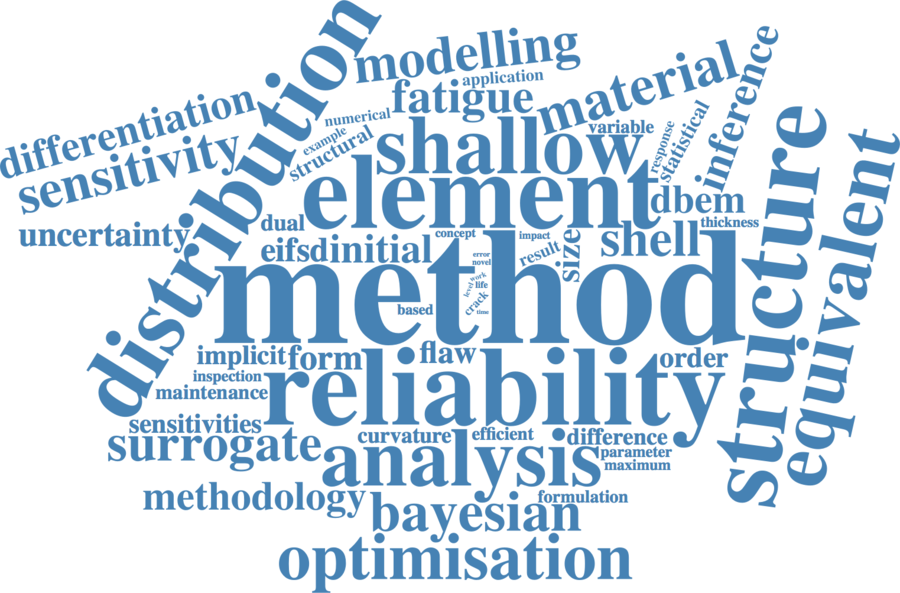 distribution
modelling
application
fatigue
material
inference
differentiation
sensitivity
numerical
example
structural
shallow
variable
response
statistical
structure
equivalent
element
dbem
thickness
uncertainty
dual
eifsd
initial
concept
impact
result
size
shell
method
error
novel
work
level
life
crack
time
based
implicit
form
flaw
order
inspection
maintenance
reliability
sensitivities
surrogate
curvature
efficient
difference
analysis
parameter
maximum
methodology
bayesian
formulation
optimisation